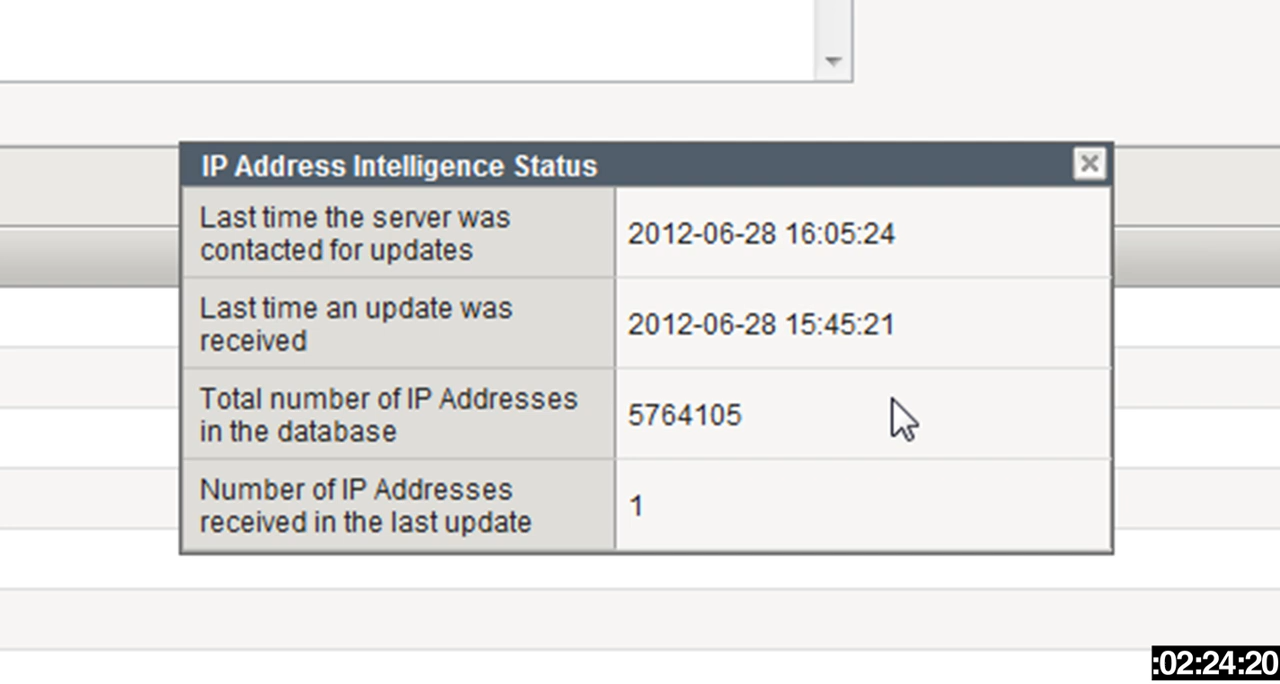 IP Address Intelligence Status
Last time the server was
contacted for updates
2012-06-28 16:05:24
Last time an update was
received
2012-06-28 15:45:21
Total number of IP Addresses
in the database
5764105
Number of IP Addresses
received in the last update
1
:02:24:20